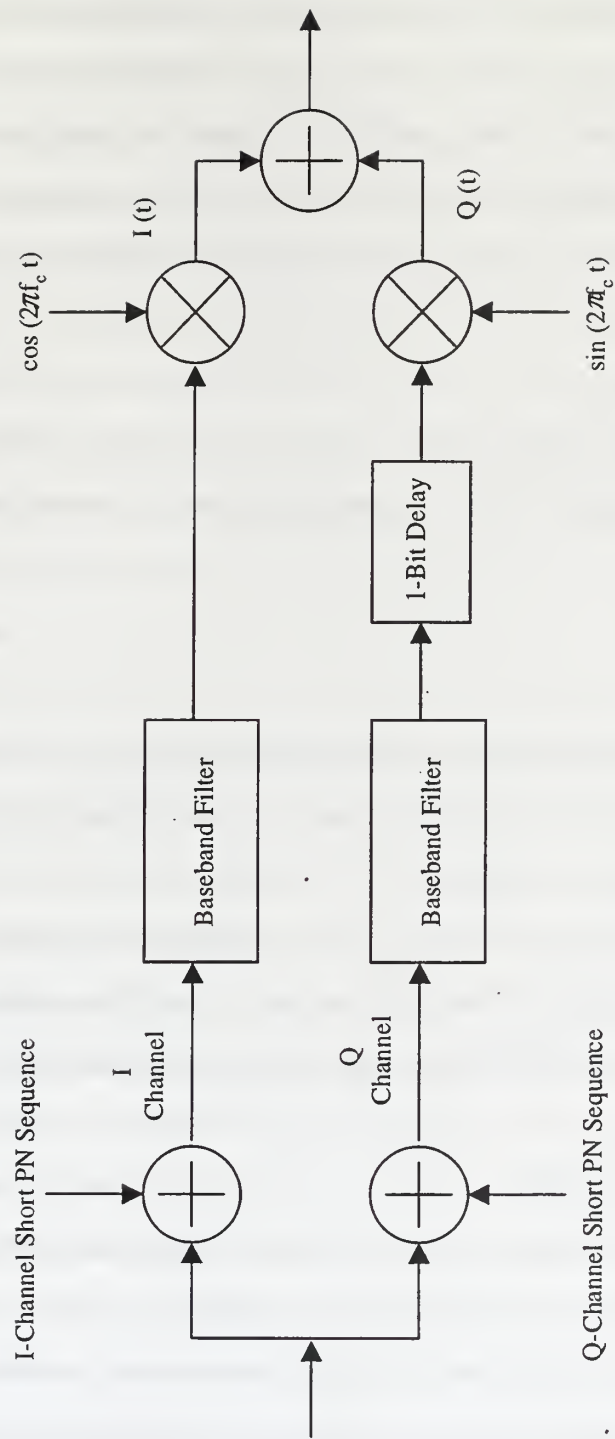 I-Channel Short PN Sequence
cos (2πf_c t)
I
Channel
Baseband Filter
I (t)
Q
Channel
Baseband Filter
1-Bit Delay
Q (t)
Q-Channel Short PN Sequence
sin (2πf_c t)